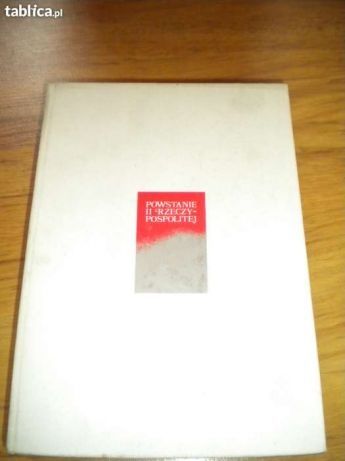 tablica.pl
POWSTANIE
II RZECZY-
POSPOLITEJ